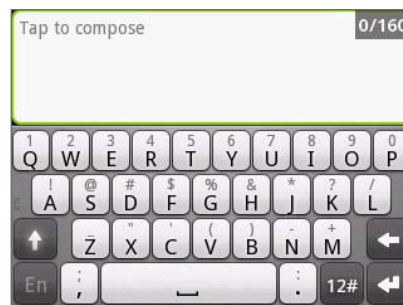 Tap to compose 0/160
1 2 3 4 5 6 7 8 9 0
Q W E R T Y U I O P
! @ # $ % & * ? /
A S D F G H J K L
_ " ' ( ) - +
Z X C V B N M
En ; , : . 12#